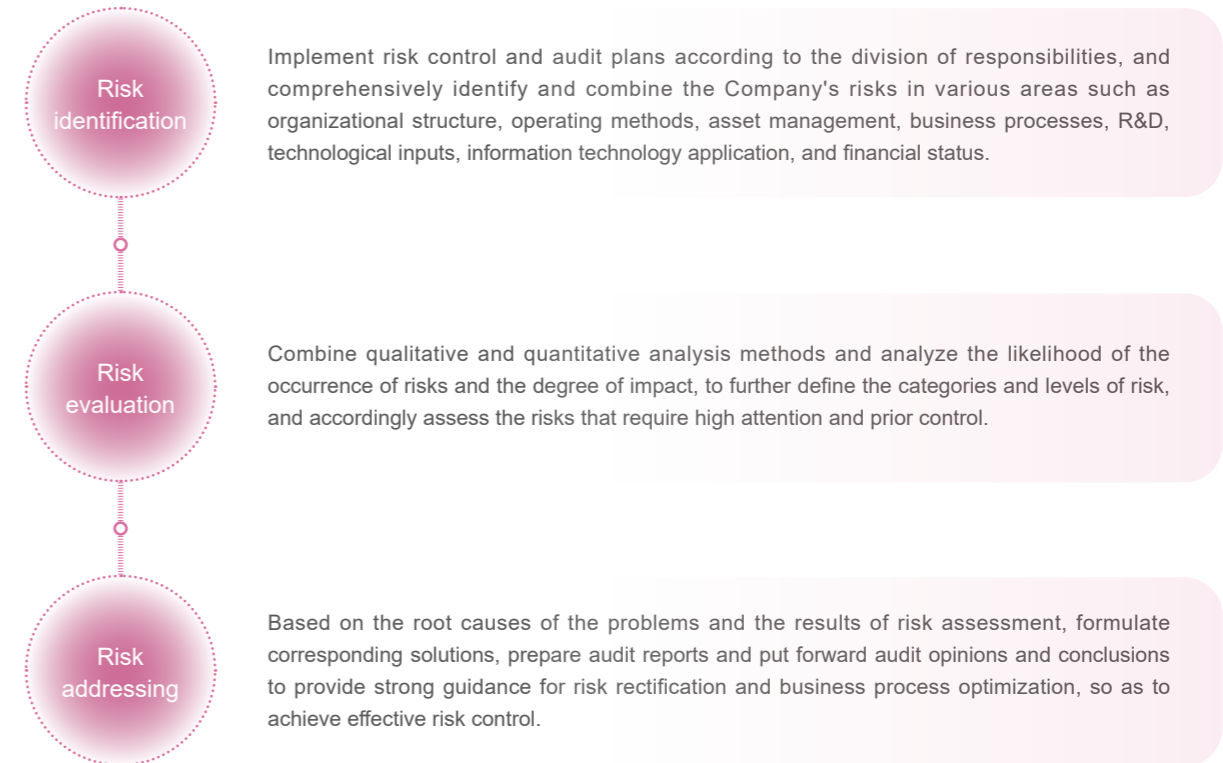 Risk
identification
Implement risk control and audit plans according to the division of responsibilities, and
comprehensively identify and combine the Company's risks in various areas such as
organizational structure, operating methods, asset management, business processes, R&D,
technological inputs, information technology application, and financial status.
Risk
evaluation
Combine qualitative and quantitative analysis methods and analyze the likelihood of the
occurrence of risks and the degree of impact, to further define the categories and levels of risk,
and accordingly assess the risks that require high attention and prior control.
Risk
addressing
Based on the root causes of the problems and the results of risk assessment, formulate
corresponding solutions, prepare audit reports and put forward audit opinions and conclusions
to provide strong guidance for risk rectification and business process optimization, so as to
achieve effective risk control.